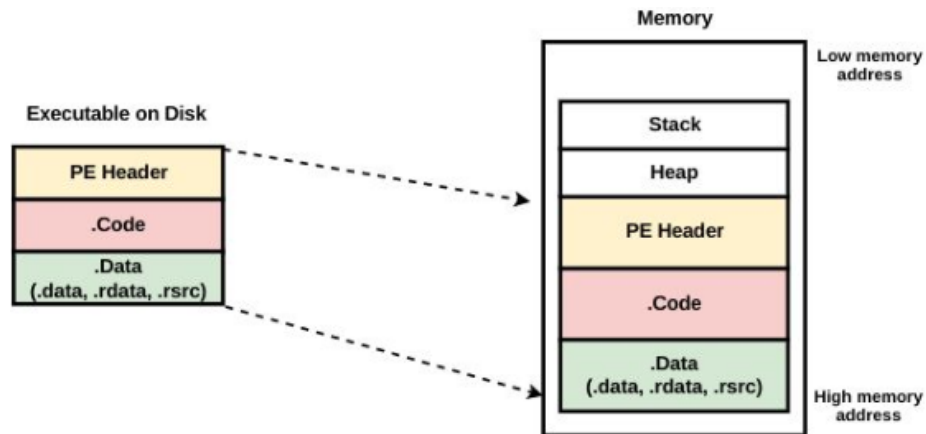 Memory
Low memory
address
Executable on Disk
PE Header
.Code
.Data
(.data, .rdata, .rsrc)
Stack
Heap
PE Header
.Code
.Data
(.data, .rdata, .rsrc)
High memory
address